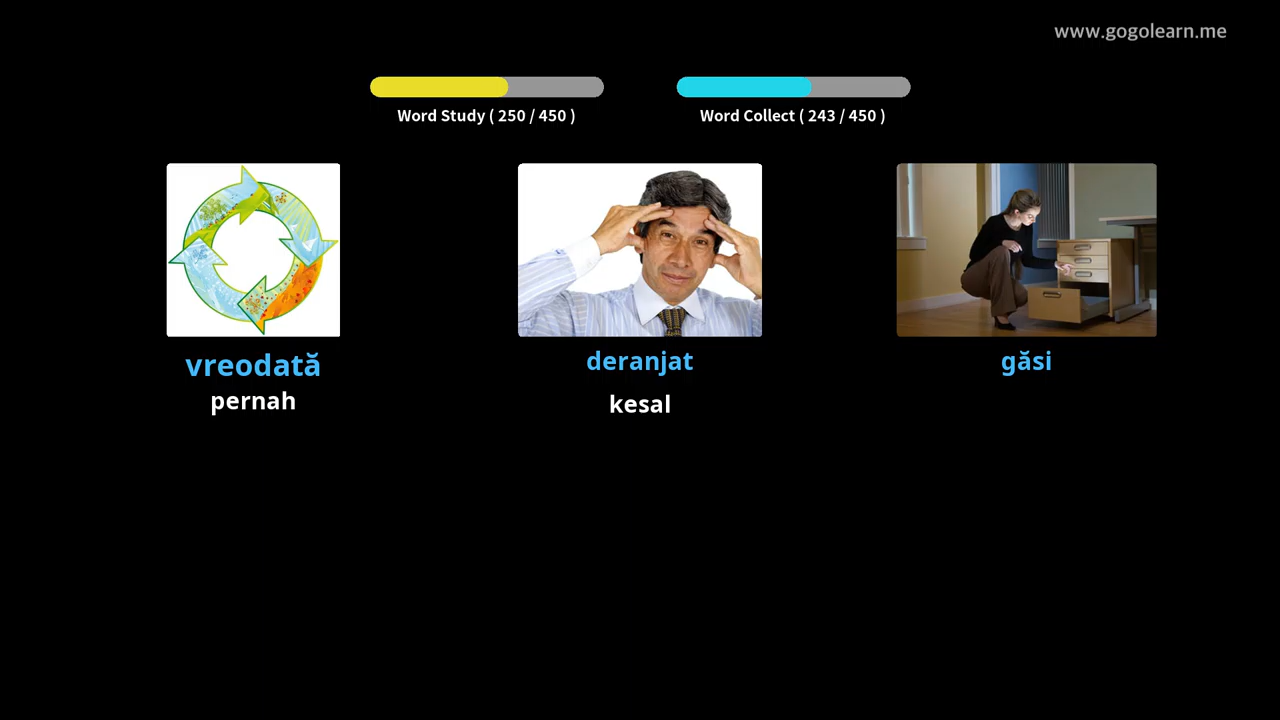 www.gogolearn.me
Word Study ( 250 / 450 )
Word Collect ( 243 / 450 )
vreodată
pernah
deranjat
kesal
găsi